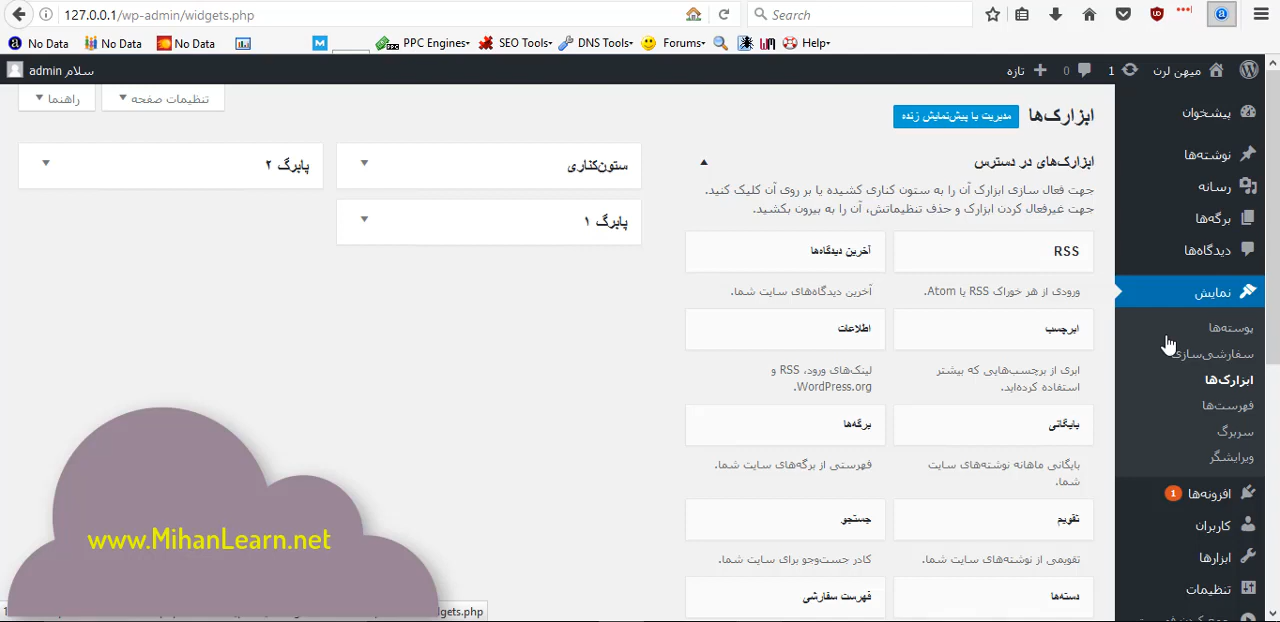 127.0.0.1/wp-admin/widgets.php
Search
No Data
No Data
No Data
PPC Engines
SEO Tools
DNS Tools
Forums
Help
میهن لرن
1
0
تازه
سلام admin
تنظیمات صفحه
راهنما
پیشخوان
نوشته‌ها
رسانه
برگه‌ها
دیدگاه‌ها
نمایش
پوسته‌ها
سفارشی‌سازی
ابزارک‌ها
فهرست‌ها
سربرگ
ویرایشگر
افزونه‌ها 1
کاربران
ابزارها
تنظیمات
ابزارک‌ها
مدیریت با پیش‌نمایش زنده
ابزارک‌های در دسترس
جهت فعال سازی ابزارک آن را به ستون کناری کشیده یا بر روی آن کلیک کنید.
جهت غیرفعال کردن ابزارک و حذف تنظیماتش، آن را به بیرون بکشید.
RSS
ورودی از هر خوراک RSS یا Atom.
آخرین دیدگاه‌ها
آخرین دیدگاه‌های سایت شما.
ابرچسب
ابری از برچسب‌هایی که بیشتر
استفاده کرده‌اید.
اطلاعات
لینک‌های ورود، RSS و
WordPress.org.
بایگانی
بایگانی ماهانه نوشته‌های سایت
شما.
برگه‌ها
فهرستی از برگه‌های سایت شما.
تقویم
تقویمی از نوشته‌های سایت شما.
جستجو
کادر جست‌وجو برای سایت شما.
دسته‌ها
فهرست سفارشی
ستون‌کناری
پابرگ ۱
پابرگ ۲
www.MihanLearn.net
dgets.php